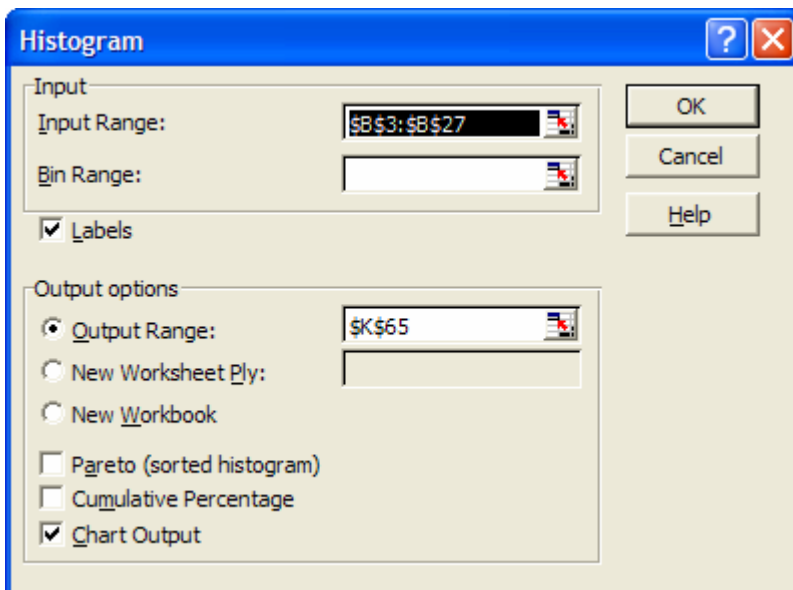 Histogram
Input
Input Range: $B$3:$B$27
Bin Range:
Labels
OK
Cancel
Help
Output options
Output Range: $K$65
New Worksheet Ply:
New Workbook
Pareto (sorted histogram)
Cumulative Percentage
Chart Output